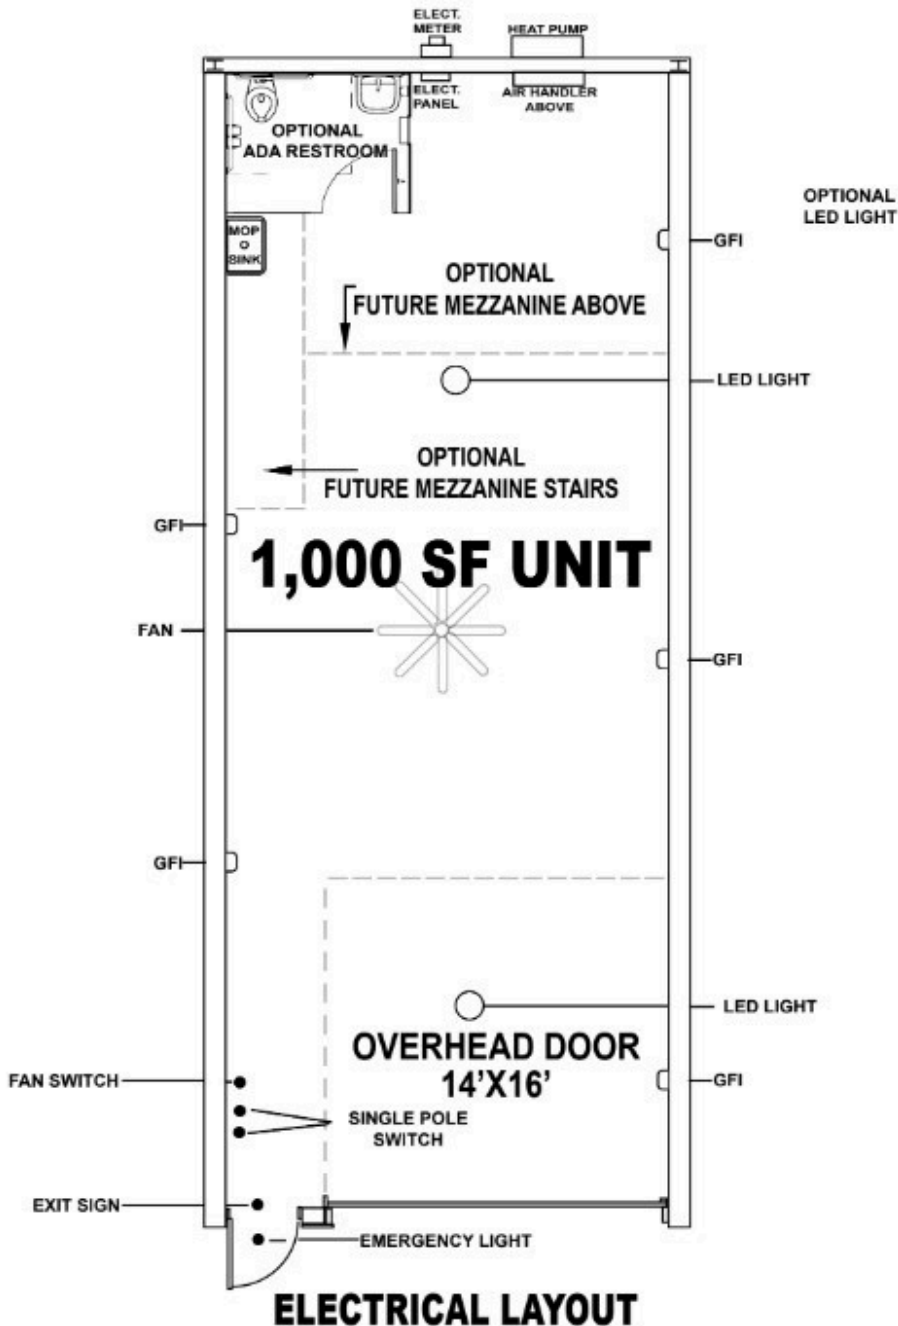 ELECT.
METER
HEAT PUMP
ELECT.
PANEL
AIR HANDLER
ABOVE
OPTIONAL
ADA RESTROOM
OPTIONAL
LED LIGHT
MOP
SINK
GFI
OPTIONAL
FUTURE MEZZANINE ABOVE
LED LIGHT
OPTIONAL
FUTURE MEZZANINE STAIRS
GFI
1,000 SF UNIT
FAN
GFI
GFI
LED LIGHT
OVERHEAD DOOR
14'X16'
FAN SWITCH
GFI
SINGLE POLE
SWITCH
EXIT SIGN
EMERGENCY LIGHT
ELECTRICAL LAYOUT